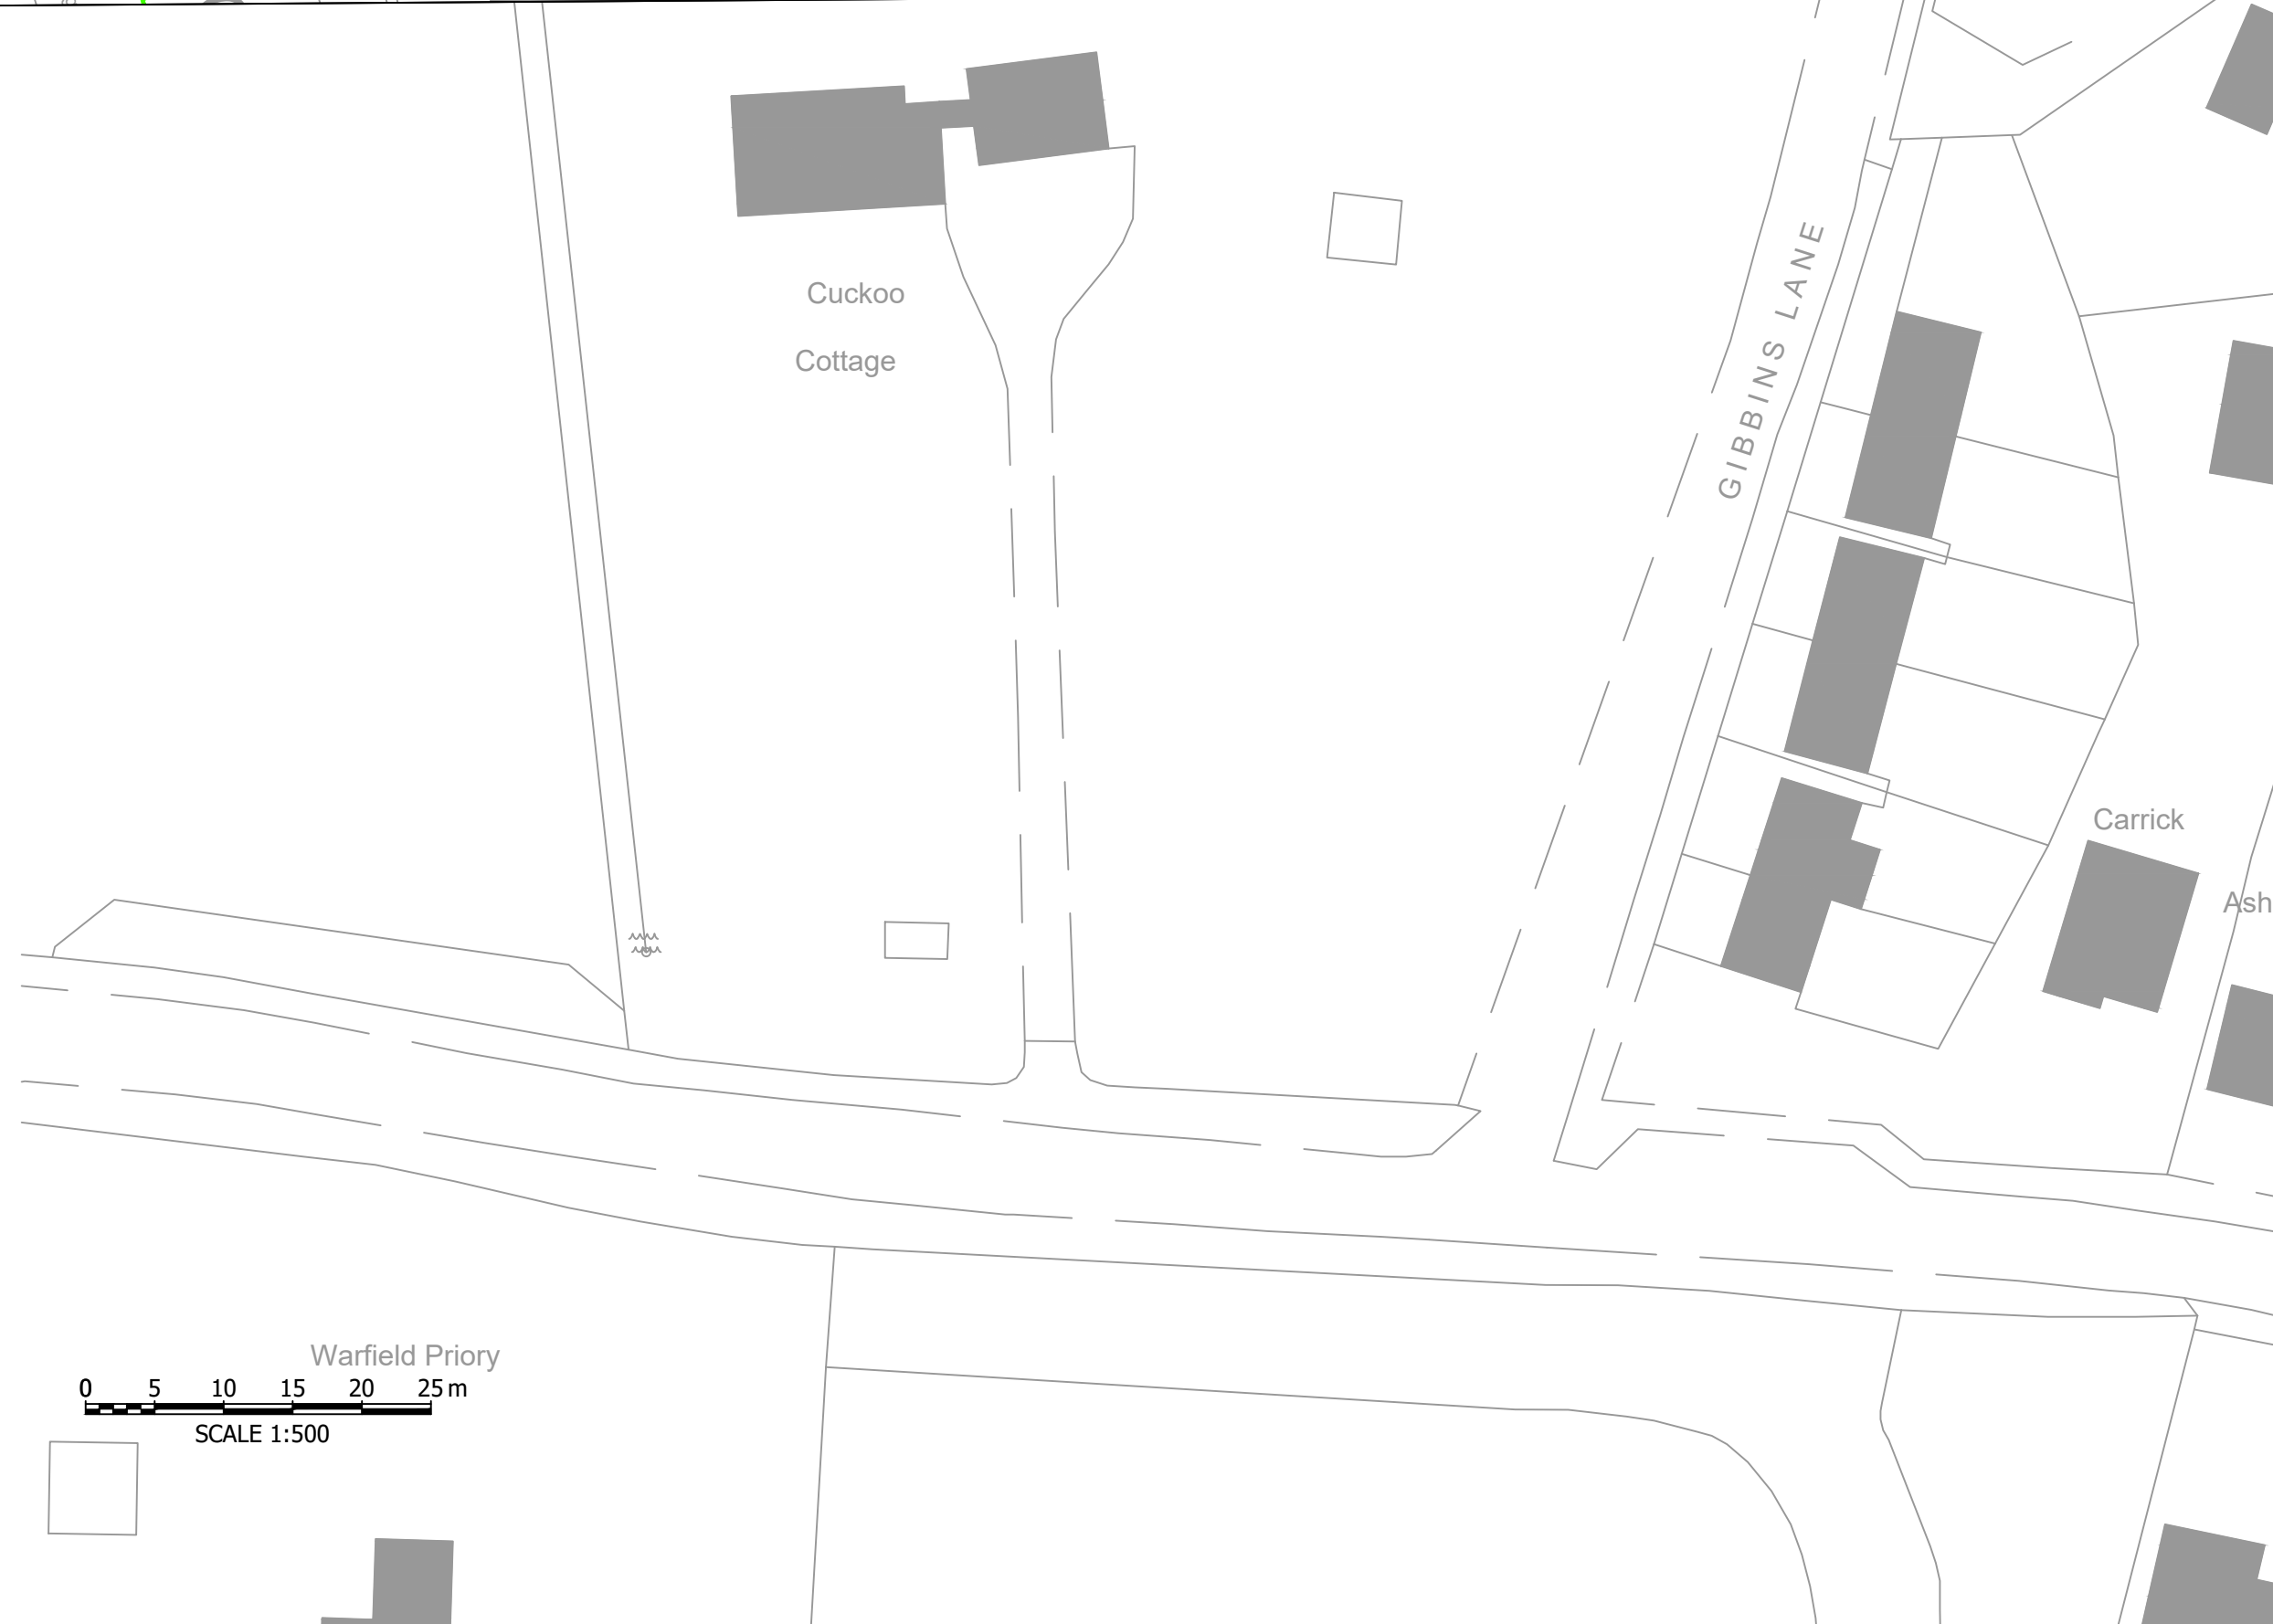 Cuckoo
Cottage
GIBBINS LANE
Carrick
Ash
Warfield Priory
0 5 10 15 20 25 m
SCALE 1:500